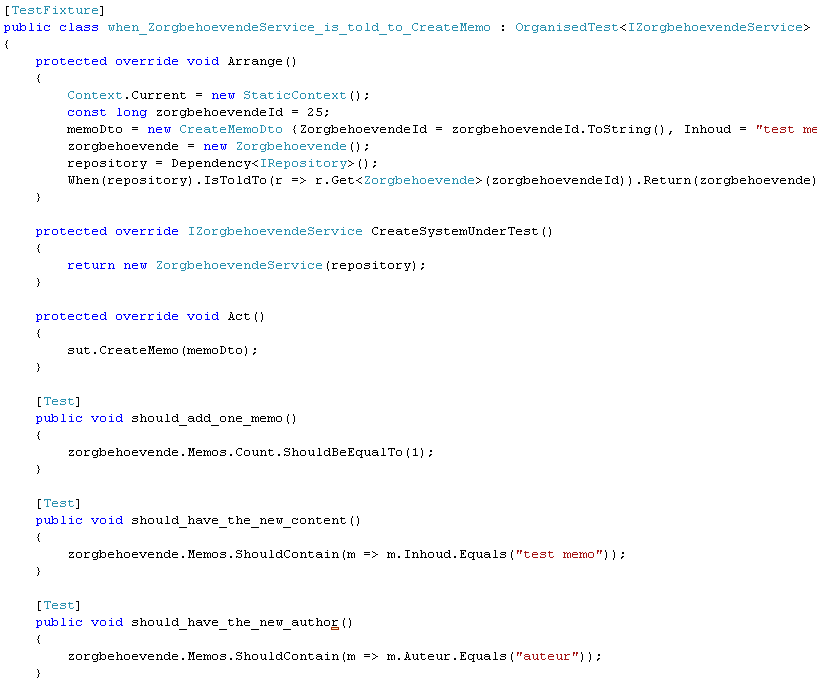 [TestFixture]
public class when_ZorgbehoevendeService_is_told_to_CreateMemo : OrganisedTest<IZorgbehoevendeService>
{
    protected override void Arrange()
    {
        Context.Current = new StaticContext();
        const long zorgbehoevendeId = 25;
        memoDto = new CreateMemoDto {ZorgbehoevendeId = zorgbehoevendeId.ToString(), Inhoud = "test me
        zorgbehoevende = new Zorgbehoevende();
        repository = Dependency<IRepository>();
        When(repository).IsToldTo(r => r.Get<Zorgbehoevende>(zorgbehoevendeId)).Return(zorgbehoevende)
    }

    protected override IZorgbehoevendeService CreateSystemUnderTest()
    {
        return new ZorgbehoevendeService(repository);
    }

    protected override void Act()
    {
        sut.CreateMemo(memoDto);
    }

    [Test]
    public void should_add_one_memo()
    {
        zorgbehoevende.Memos.Count.ShouldBeEqualTo(1);
    }

    [Test]
    public void should_have_the_new_content()
    {
        zorgbehoevende.Memos.ShouldContain(m => m.Inhoud.Equals("test memo"));
    }

    [Test]
    public void should_have_the_new_author()
    {
        zorgbehoevende.Memos.ShouldContain(m => m.Auteur.Equals("auteur"));
    }